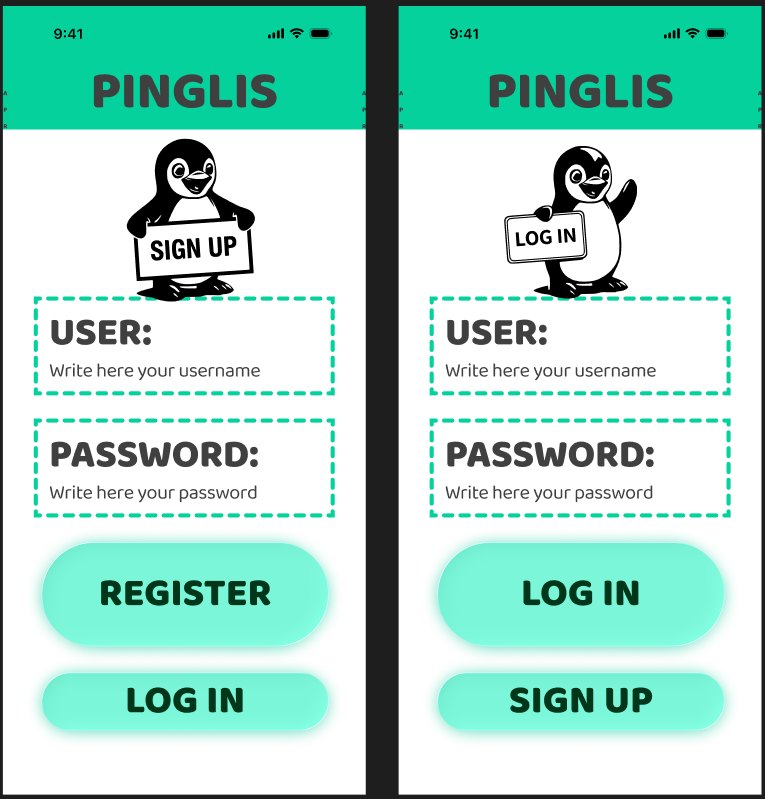 9:41
PINGLIS
SIGN UP
USER:
Write here your username
PASSWORD:
Write here your password
REGISTER
LOG IN
9:41
PINGLIS
LOG IN
USER:
Write here your username
PASSWORD:
Write here your password
LOG IN
SIGN UP